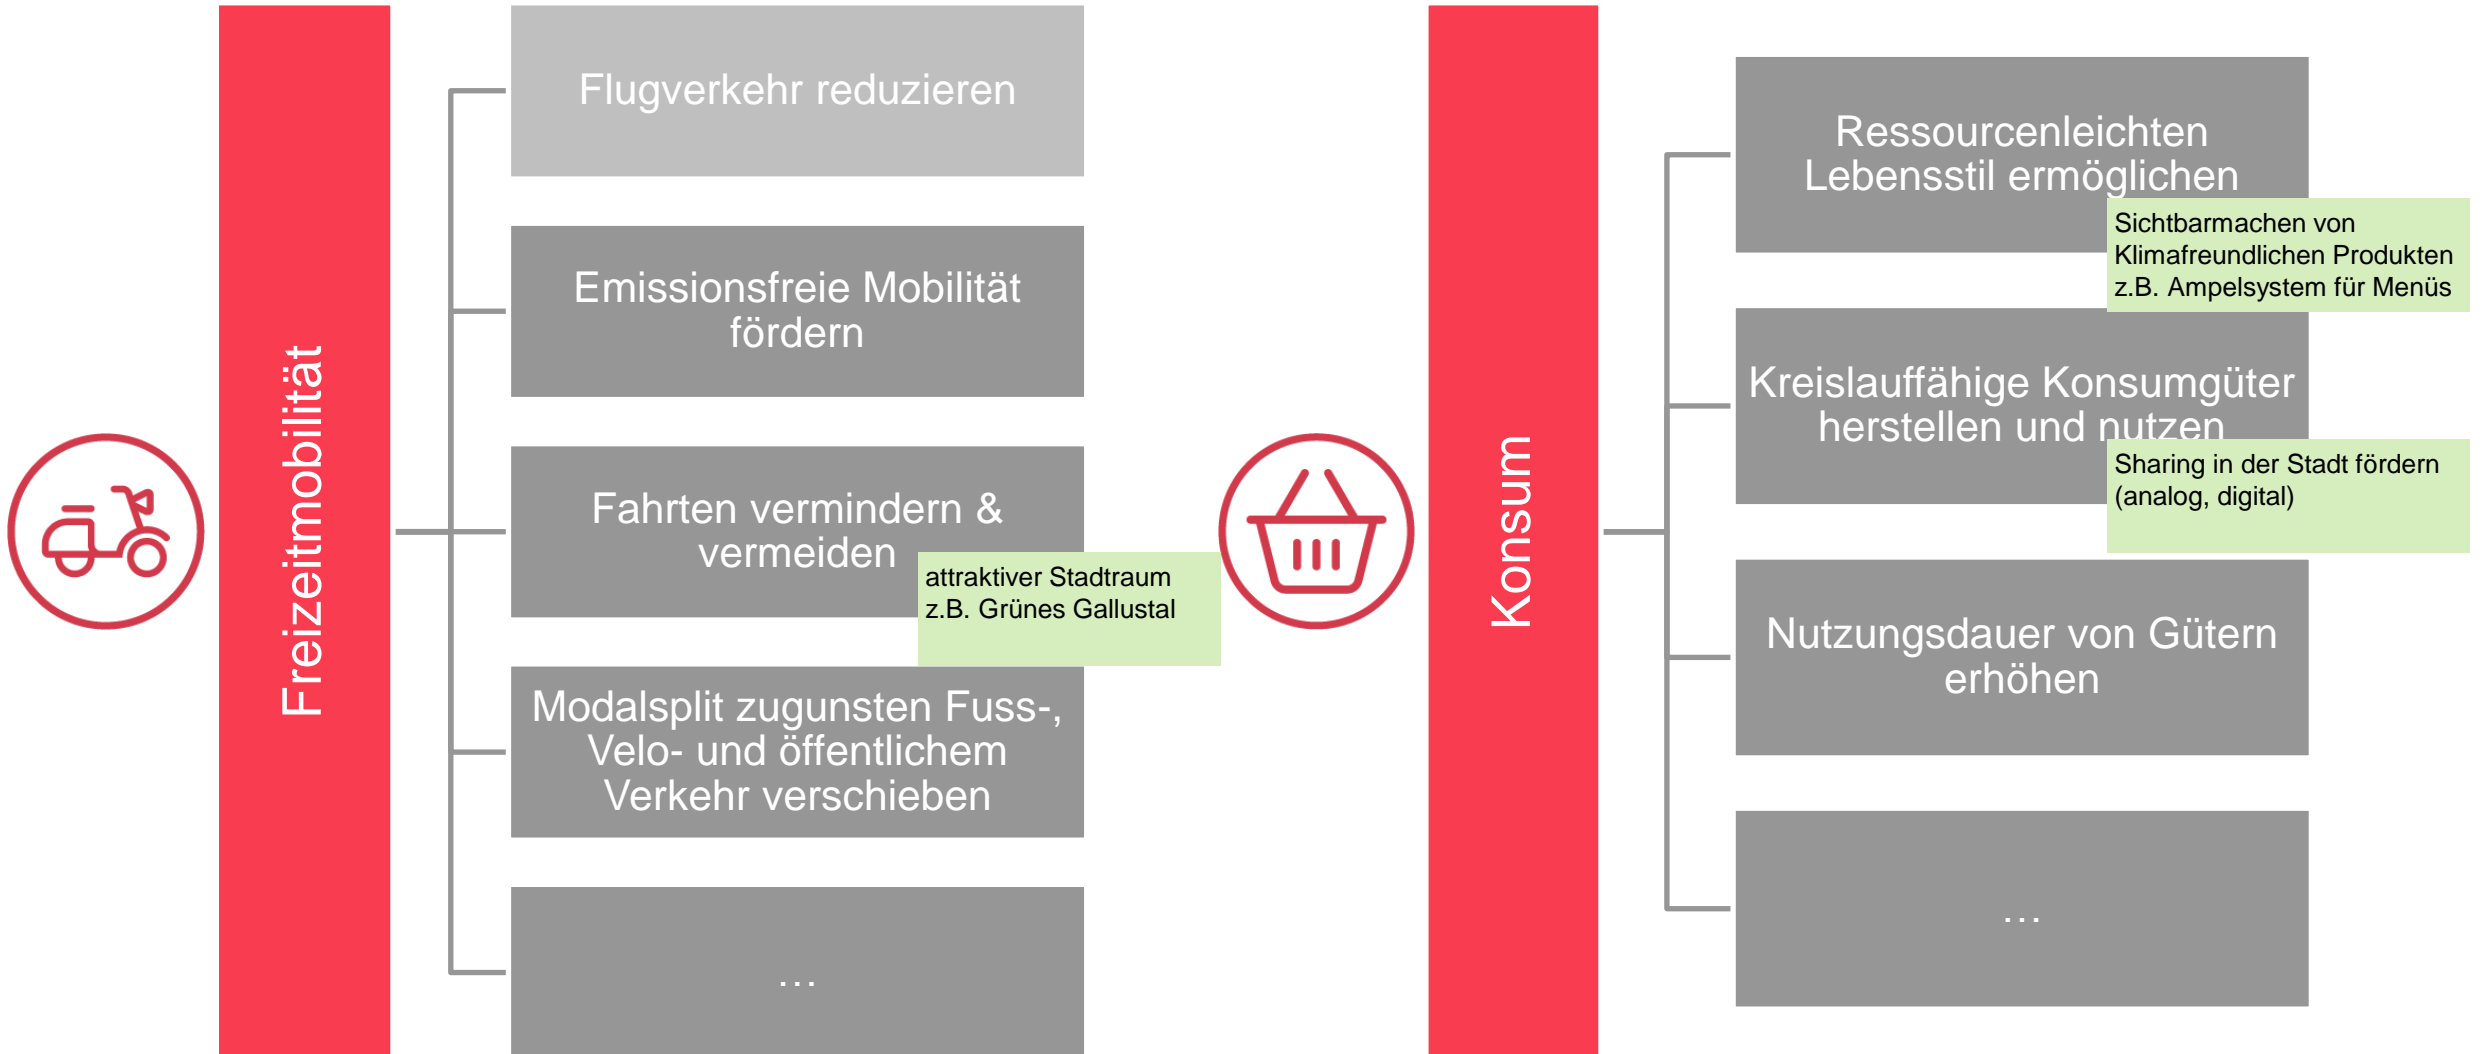 Freizeitmobilität
Flugverkehr reduzieren
Emissionsfreie Mobilität
fördern
Fahrten vermindern &
vermeiden
attraktiver Stadtraum
z.B. Grünes Gallustal
Modalsplit zugunsten Fuss-,
Velo- und öffentlichem
Verkehr verschieben
…
Konsum
Ressourcenleichten
Lebensstil ermöglichen
Sichtbarmachen von
Klimafreundlichen Produkten
z.B. Ampelsystem für Menüs
Kreislauffähige Konsumgüter
herstellen und nutzen
Sharing in der Stadt fördern
(analog, digital)
Nutzungsdauer von Gütern
erhöhen
…